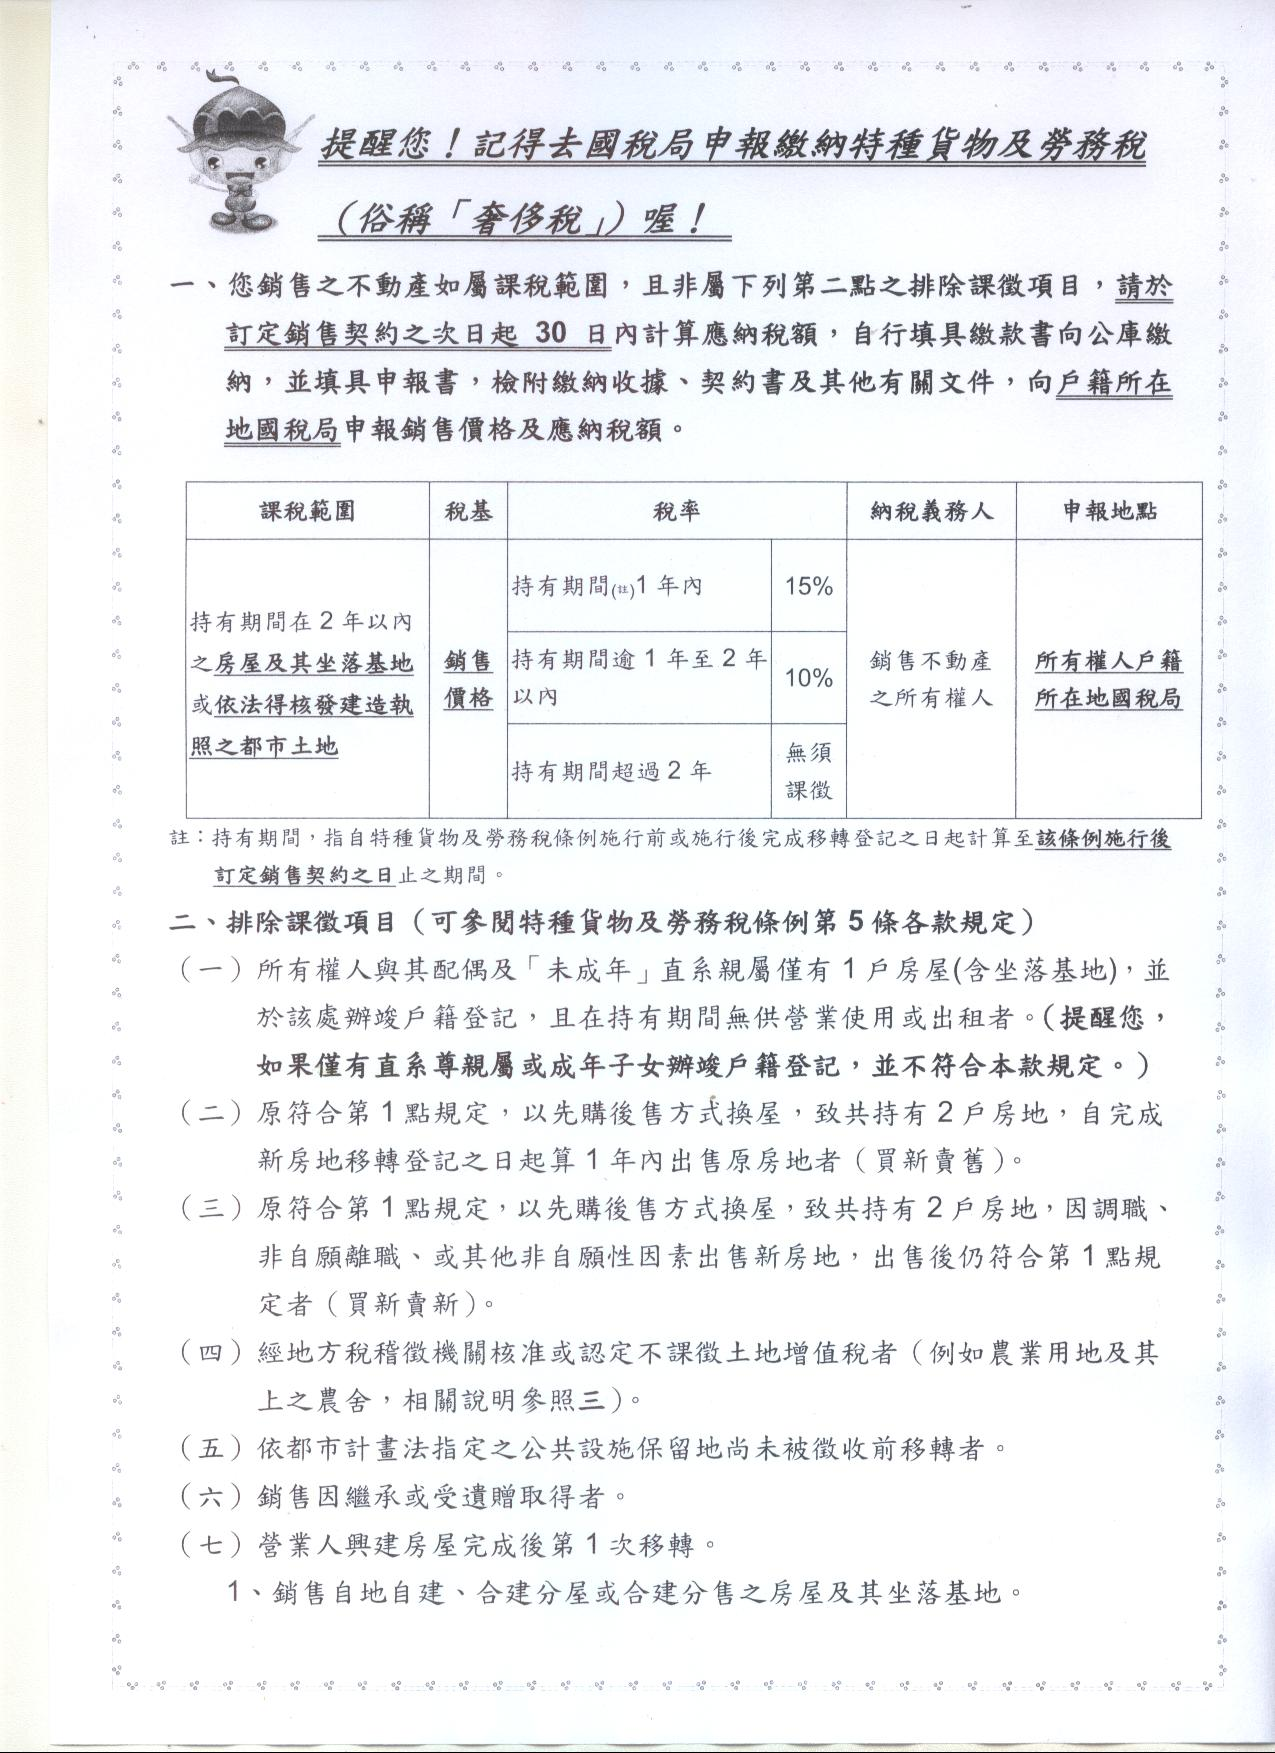 提醒您！記得去國稅局申報繳納特種貨物及勞務稅
（俗稱「奢侈稅」）喔！
一、您銷售之不動產如屬課稅範圍，且非屬下列第二點之排除課徵項目，請於
訂定銷售契約之次日起 30 日內計算應納稅額，自行填具繳款書向公庫繳
納，並填具申報書，檢附繳納收據、契約書及其他有關文件，向戶籍所在
地國稅局申報銷售價格及應納稅額。
課稅範圍 稅基 稅率 納稅義務人 申報地點
持有期間在 2 年以內
之房屋及其坐落基地
或依法得核發建造執
照之都市土地
銷售
價格
持有期間(註)1 年內 15%
持有期間逾 1 年至 2 年
以內
10%
持有期間超過 2 年
無須
課徵
銷售不動產
之所有權人
所有權人戶籍
所在地國稅局
註：持有期間，指自特種貨物及勞務稅條例施行前或施行後完成移轉登記之日起計算至該條例施行後
訂定銷售契約之日止之期間。
二、排除課徵項目（可參閱特種貨物及勞務稅條例第 5 條各款規定）
（一）所有權人與其配偶及「未成年」直系親屬僅有 1 戶房屋(含坐落基地)，並
於該處辦竣戶籍登記，且在持有期間無供營業使用或出租者。（提醒您，
如果僅有直系尊親屬或成年子女辦竣戶籍登記，並不符合本款規定。）
（二）原符合第 1 點規定，以先購後售方式換屋，致共持有 2 戶房地，自完成
新房地移轉登記之日起算 1 年內出售原房地者（買新賣舊）。
（三）原符合第 1 點規定，以先購後售方式換屋，致共持有 2 戶房地，因調職、
非自願離職、或其他非自願性因素出售新房地，出售後仍符合第 1 點規
定者（買新賣新）。
（四）經地方稅稽徵機關核准或認定不課徵土地增值稅者（例如農業用地及其
上之農舍，相關說明參照三）。
（五）依都市計畫法指定之公共設施保留地尚未被徵收前移轉者。
（六）銷售因繼承或受遺贈取得者。
（七）營業人興建房屋完成後第 1 次移轉。
1、銷售自地自建、合建分屋或合建分售之房屋及其坐落基地。